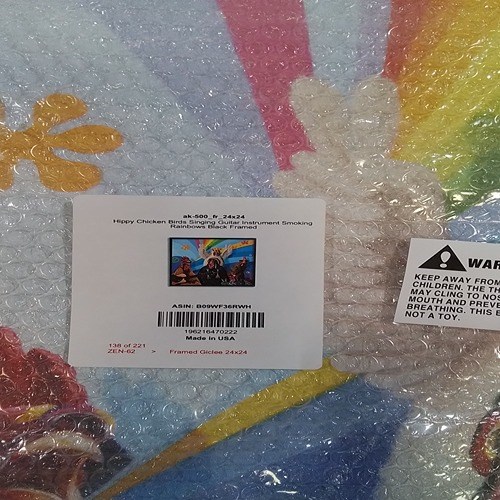 ak-500_fr_24x24
Hippy Chicken Birds Singing Guitar Instrument Smoking
Rainbows Black Framed
ASIN: B09WF36RWH
196216470222
Made in USA
138 of 221
ZEN-62 > Framed Giclee 24x24
KEEP AWAY FROM
CHILDREN. THE TH
MAY CLING TO NOS
MOUTH AND PREVE
BREATHING. THIS B
NOT A TOY.